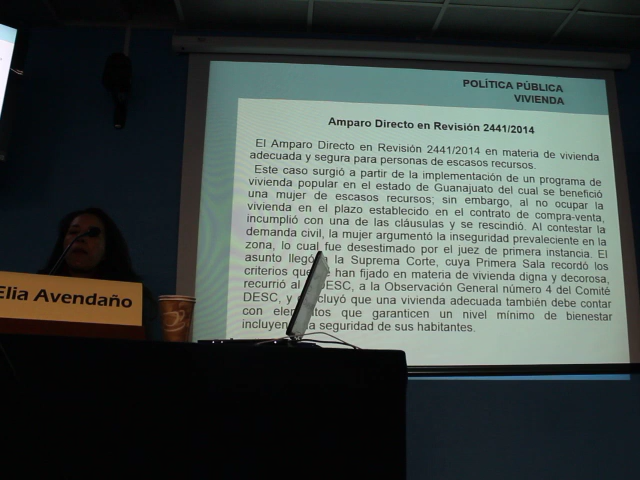 POLÍTICA PÚBLICA
VIVIENDA
Amparo Directo en Revisión 2441/2014
El Amparo Directo en Revisión 2441/2014 en materia de vivienda
adecuada y segura para personas de escasos recursos.
Este caso surgió a partir de la implementación de un programa de
vivienda popular en el estado de Guanajuato del cual se benefició
una mujer de escasos recursos; sin embargo, al no ocupar la
vivienda en el plazo establecido en el contrato de compra-venta,
incumplió con una de las cláusulas y se rescindió. Al contestar la
demanda civil, la mujer argumentó la inseguridad prevaleciente en la
zona, lo cual fue desestimado por el juez de primera instancia. El
asunto llegó la Suprema Corte, cuya Primera Sala recordó los
criterios que han fijado en materia de vivienda digna y decorosa,
recurrió al DESC, a la Observación General número 4 del Comité
DESC, y concluyó que una vivienda adecuada también debe contar
con elementos que garanticen un nivel mínimo de bienestar
incluyendo la seguridad de sus habitantes.
Elia Avendaño